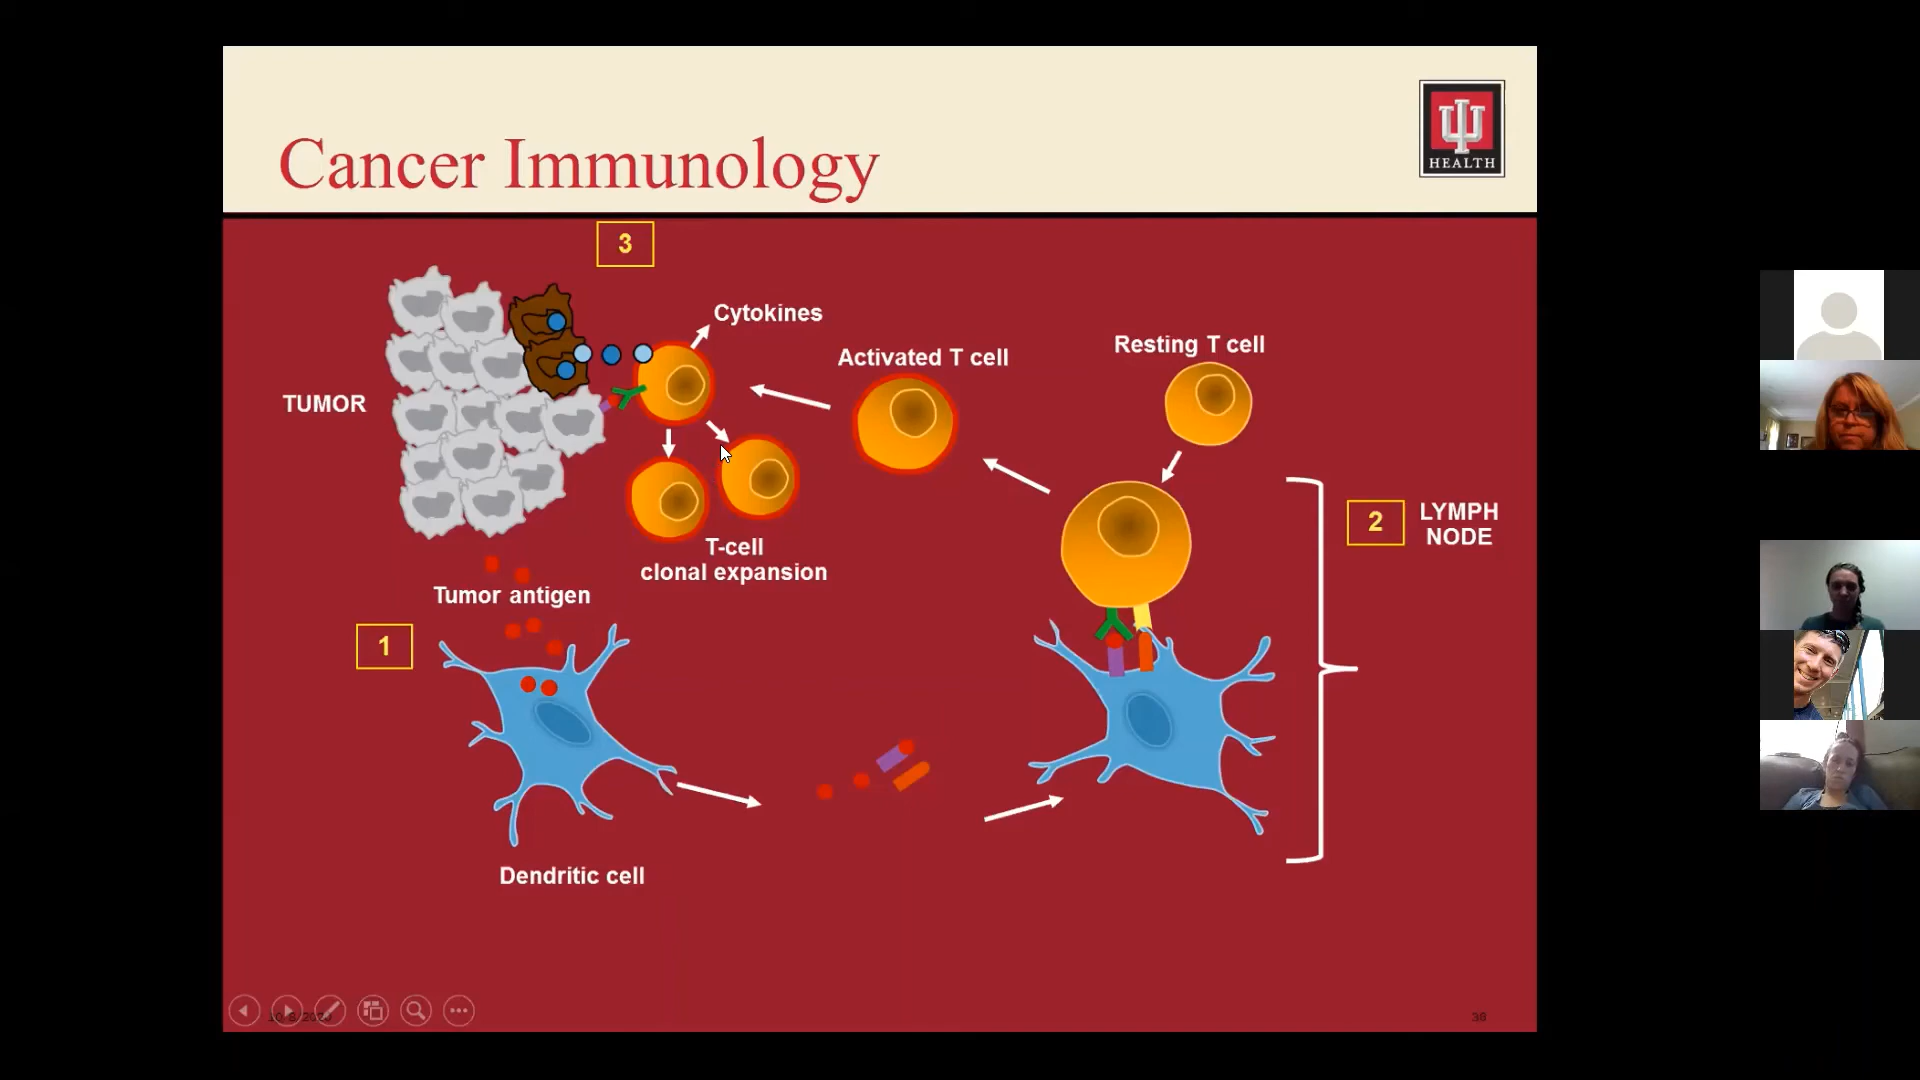 Cancer Immunology
HEALTH
3
Cytokines
Activated T cell
Resting T cell
TUMOR
2
LYMPH
NODE
T-cell
clonal expansion
Tumor antigen
1
Dendritic cell